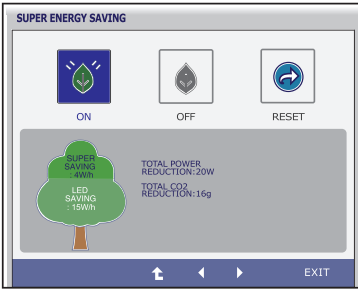 SUPER ENERGY SAVING
ON
OFF
RESET
SUPER
SAVING
: 4W/h
LED
SAVING
: 15W/h
TOTAL POWER
REDUCTION:20W
TOTAL CO2
REDUCTION:16g
EXIT